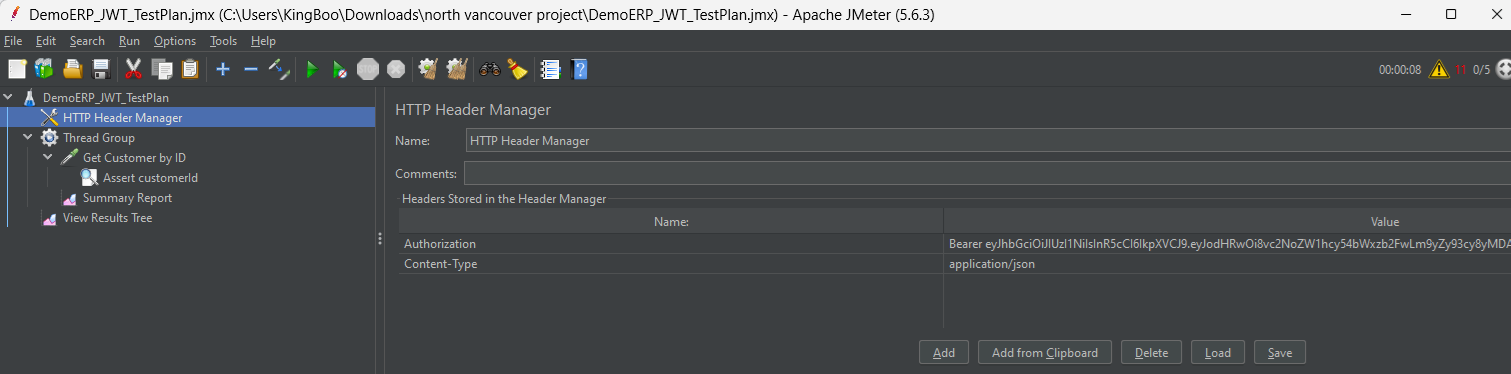 DemoERP_JWT_TestPlan.jmx (C:\Users\KingBoo\Downloads\north vancouver project\DemoERP_JWT_TestPlan.jmx) - Apache JMeter (5.6.3)
File Edit Search Run Options Tools Help
STOP
00:00:08 11 0/5
DemoERP_JWT_TestPlan
HTTP Header Manager
Thread Group
Get Customer by ID
Assert customerId
Summary Report
View Results Tree
HTTP Header Manager
Name: HTTP Header Manager
Comments:
Headers Stored in the Header Manager
Name: Value
Authorization Bearer
Content-Type application/json
Add Add from Clipboard Delete Load Save